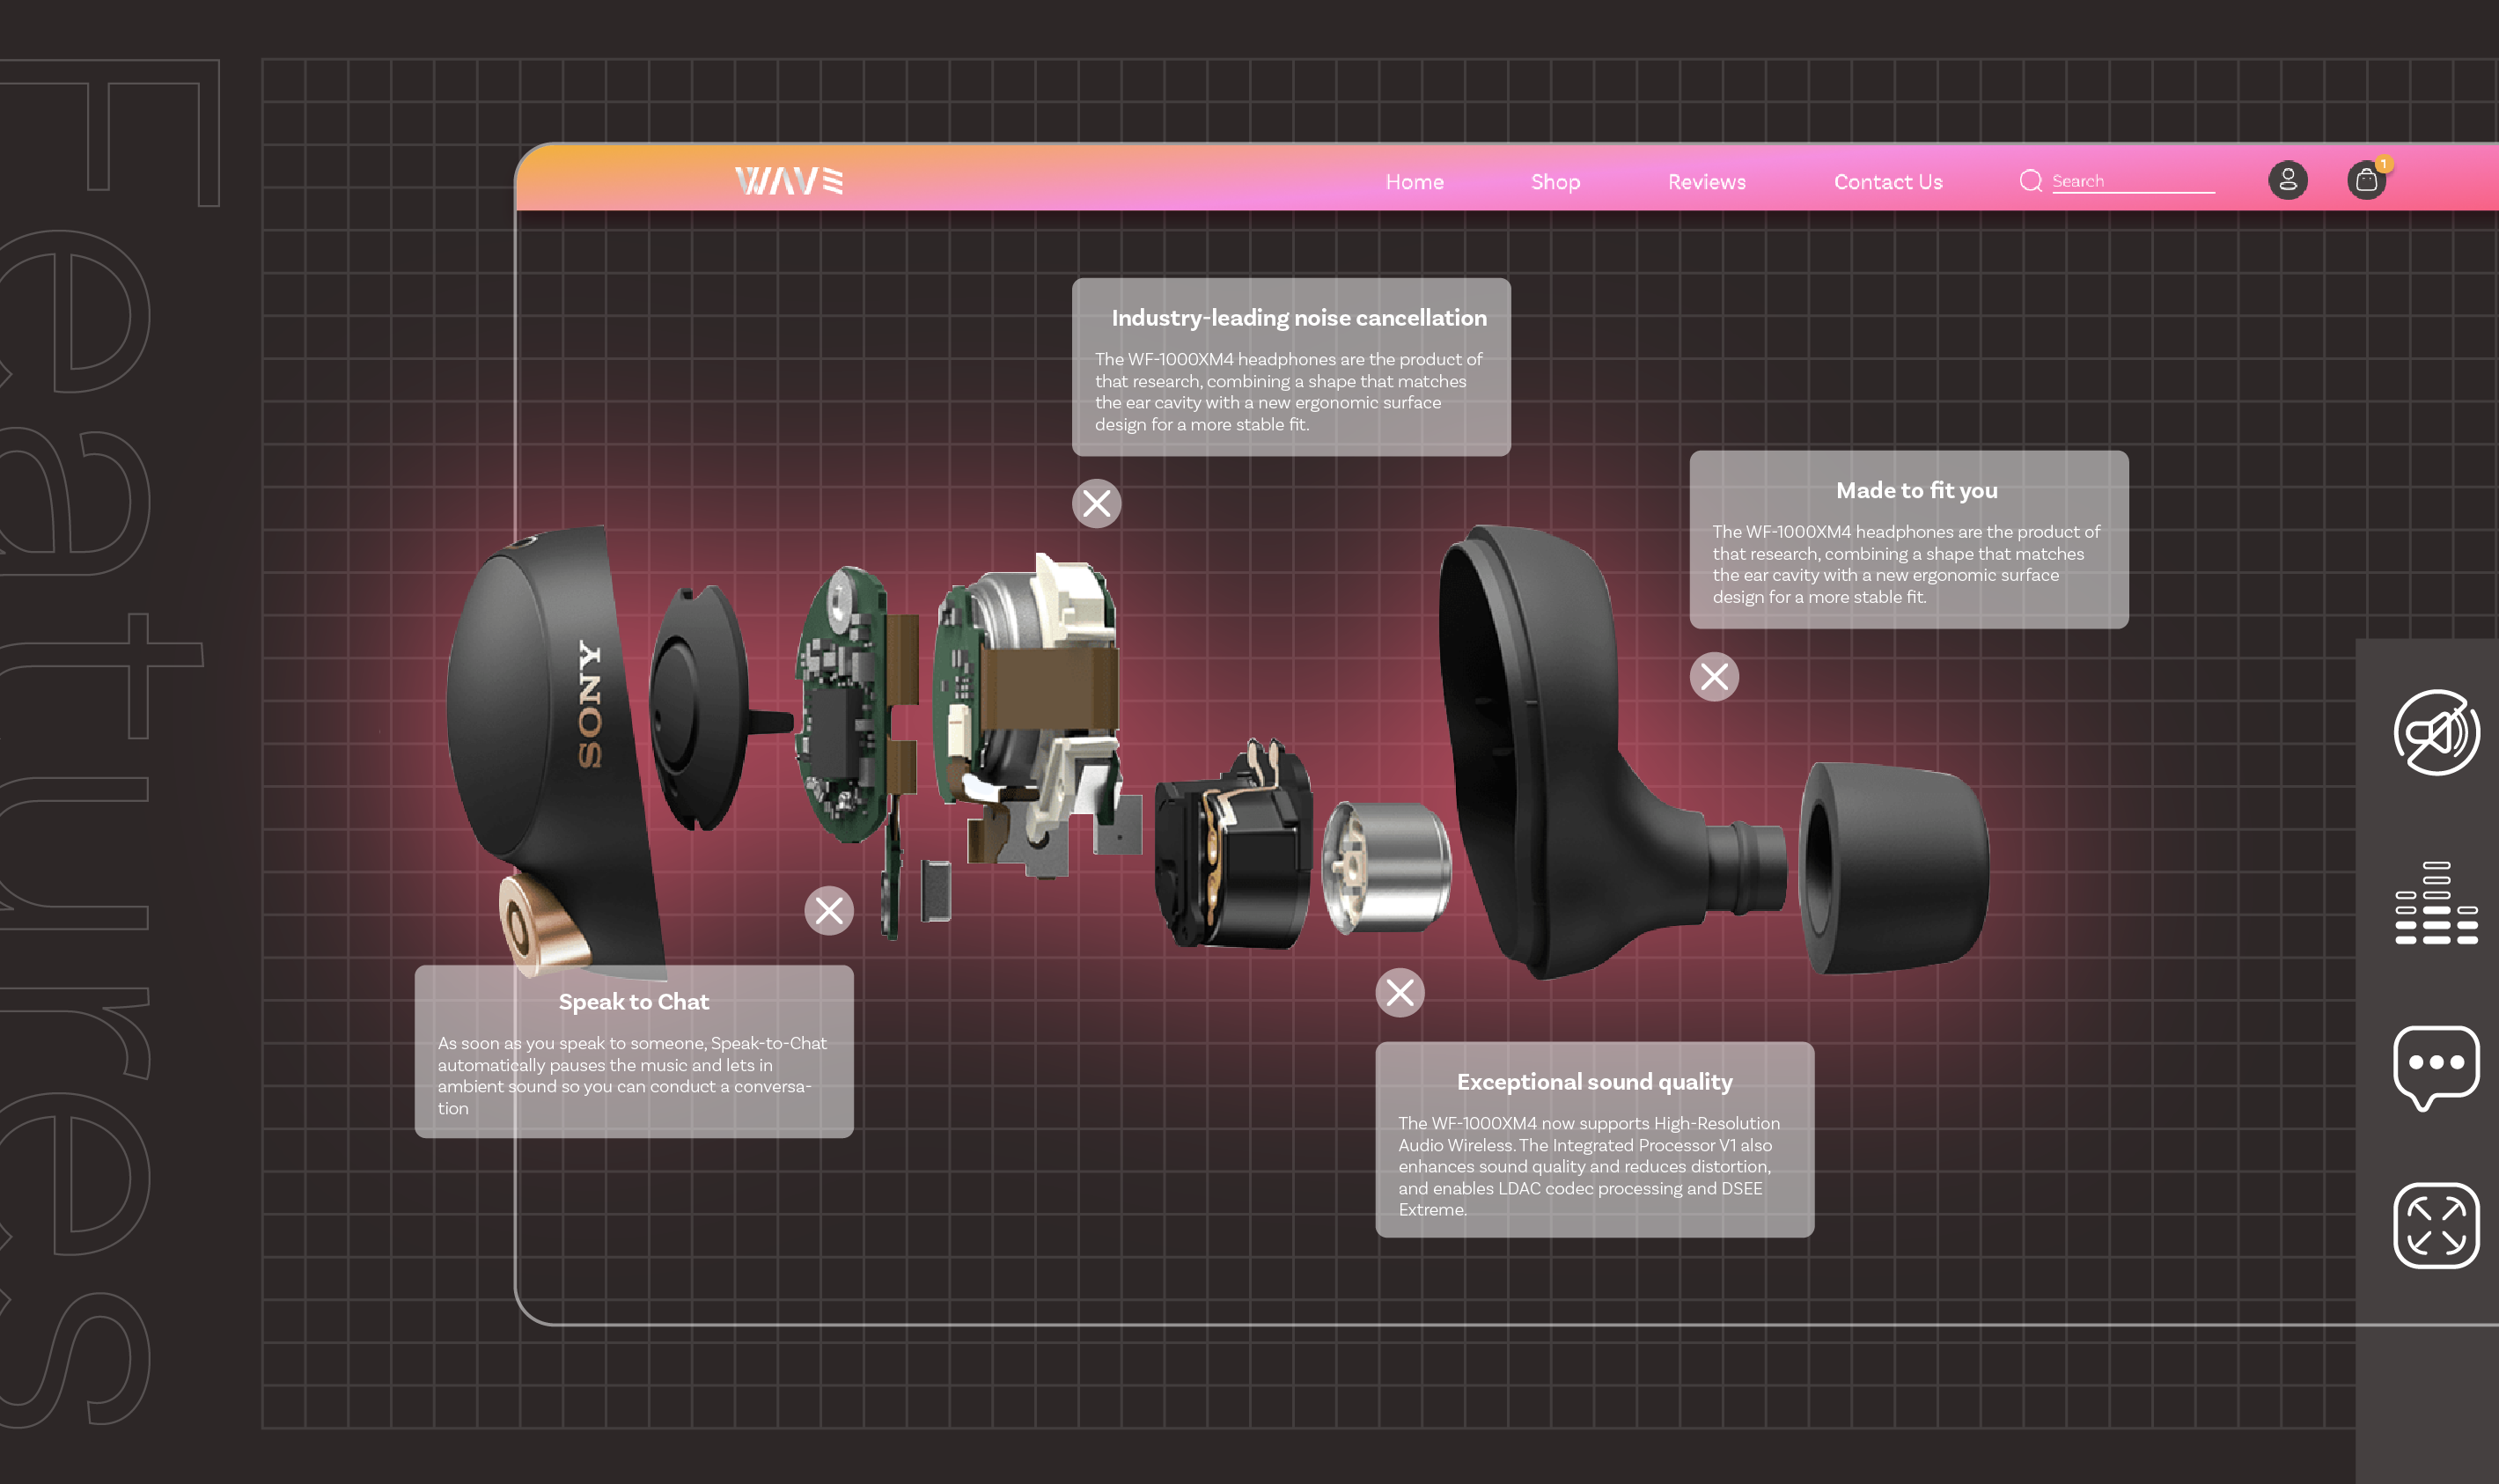 Features
WAVE
Home
Shop
Reviews
Contact Us
Search
1
Industry-leading noise cancellation
The WF-1000XM4 headphones are the product of
that research, combining a shape that matches
the ear cavity with a new ergonomic surface
design for a more stable fit.
Made to fit you
The WF-1000XM4 headphones are the product of
that research, combining a shape that matches
the ear cavity with a new ergonomic surface
design for a more stable fit.
SONY
Speak to Chat
As soon as you speak to someone, Speak-to-Chat
automatically pauses the music and lets in
ambient sound so you can conduct a conversa-
tion
Exceptional sound quality
The WF-1000XM4 now supports High-Resolution
Audio Wireless. The Integrated Processor V1 also
enhances sound quality and reduces distortion,
and enables LDAC codec processing and DSEE
Extreme.